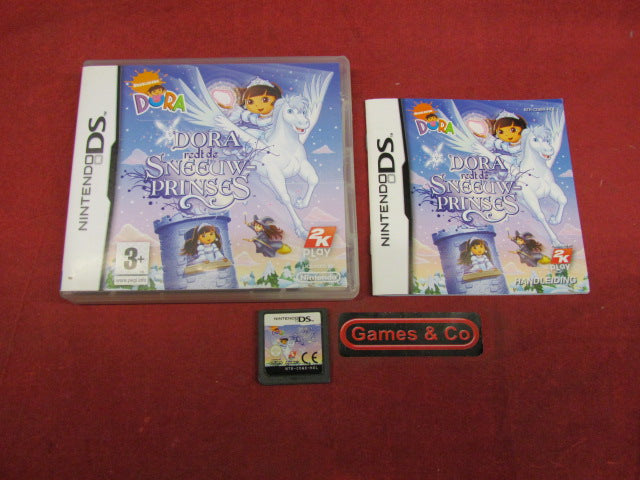 NINTENDO DS
DORA
DORA
redt de
SNEEUW-
PRINSES
3+
www.pegi.info
2K
PLAY
Nintendo
NINTENDO DS
DORA
DORA
redt de
SNEEUW-
PRINSES
2K
PLAY
HANDLEIDING
NINTENDO DS
CE
Games & Co